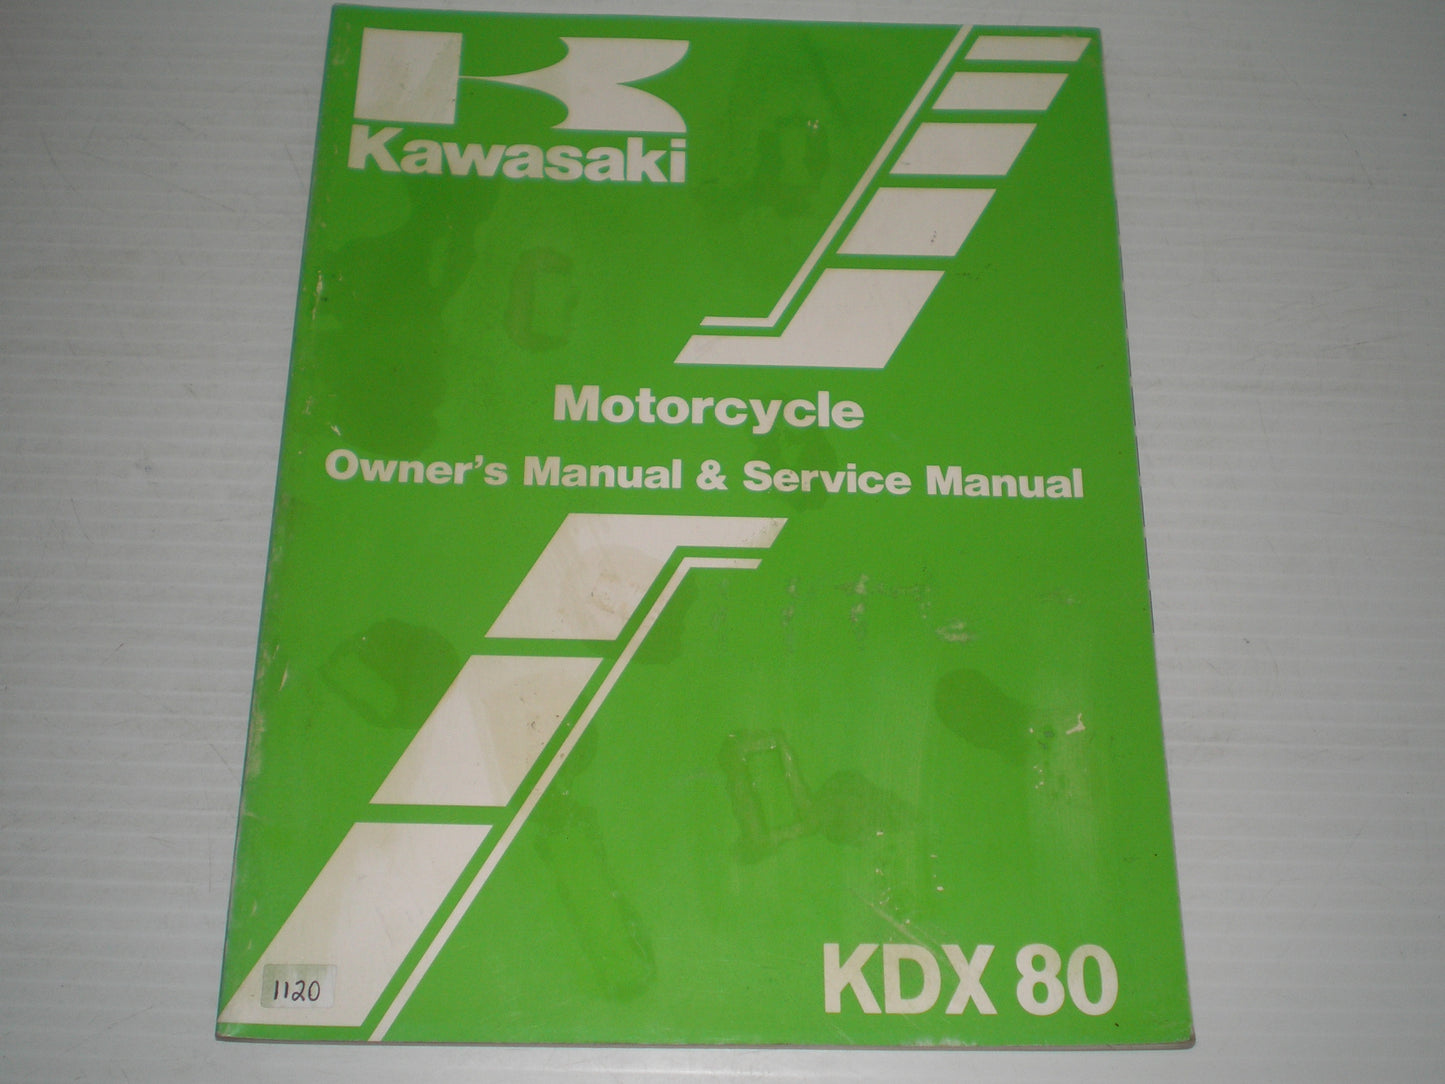 Kawasaki
Motorcycle
Owner's Manual & Service Manual
KDX 80
1120